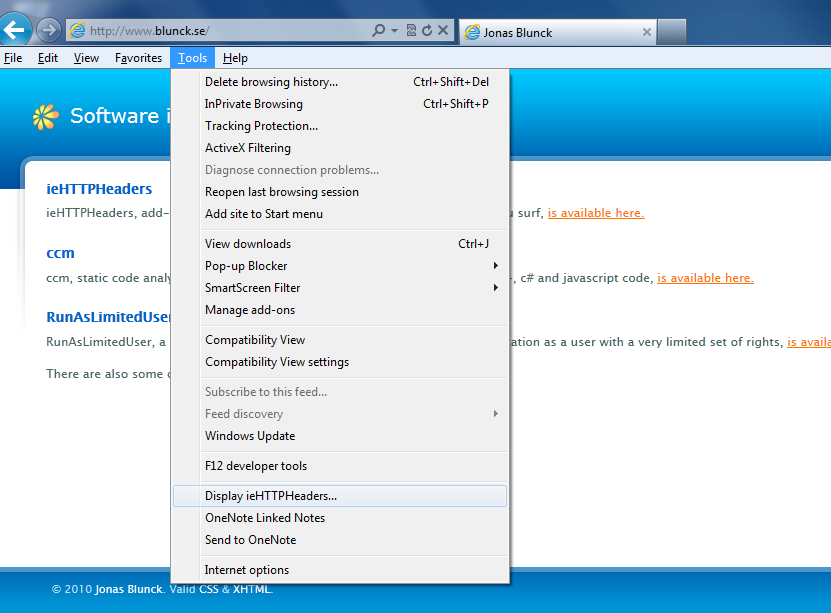 http://www.blunck.se/
Jonas Blunck
File Edit View Favorites Tools Help
Delete browsing history... Ctrl+Shift+Del
InPrivate Browsing Ctrl+Shift+P
Tracking Protection...
ActiveX Filtering
Diagnose connection problems...
Reopen last browsing session
Add site to Start menu
View downloads Ctrl+J
Pop-up Blocker
SmartScreen Filter
Manage add-ons
Compatibility View
Compatibility View settings
Subscribe to this feed...
Feed discovery
Windows Update
F12 developer tools
Display ieHTTPHeaders...
OneNote Linked Notes
Send to OneNote
Internet options
Software i
ieHTTPHeaders
ieHTTPHeaders, add- u surf, is available here.
ccm
ccm, static code analy , c# and javascript code, is available here.
RunAsLimitedUser
RunAsLimitedUser, a ation as a user with a very limited set of rights, is availa
There are also some
© 2010 Jonas Blunck. Valid CSS & XHTML.